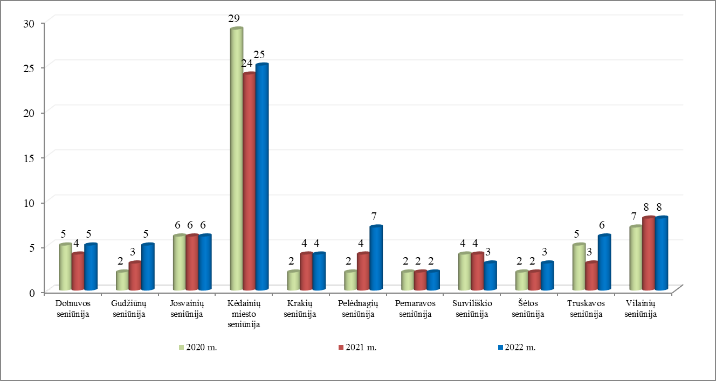 30
25
20
15
10
5
0
29
24
25
5 4 5
2 3 5
6 6 6
2 4 4
2 4 7
2 2 2
4 4 3
2 2 3
5 3 6
7 8 8
Dotnuvos seniūnija
Gudžiūnų seniūnija
Josvainių seniūnija
Kėdainių miesto seniūnija
Krakių seniūnija
Pelėdnagių seniūnija
Pernaravos seniūnija
Surviliškio seniūnija
Šėtos seniūnija
Truskavos seniūnija
Vilainių seniūnija
2020 m. 2021 m. 2022 m.